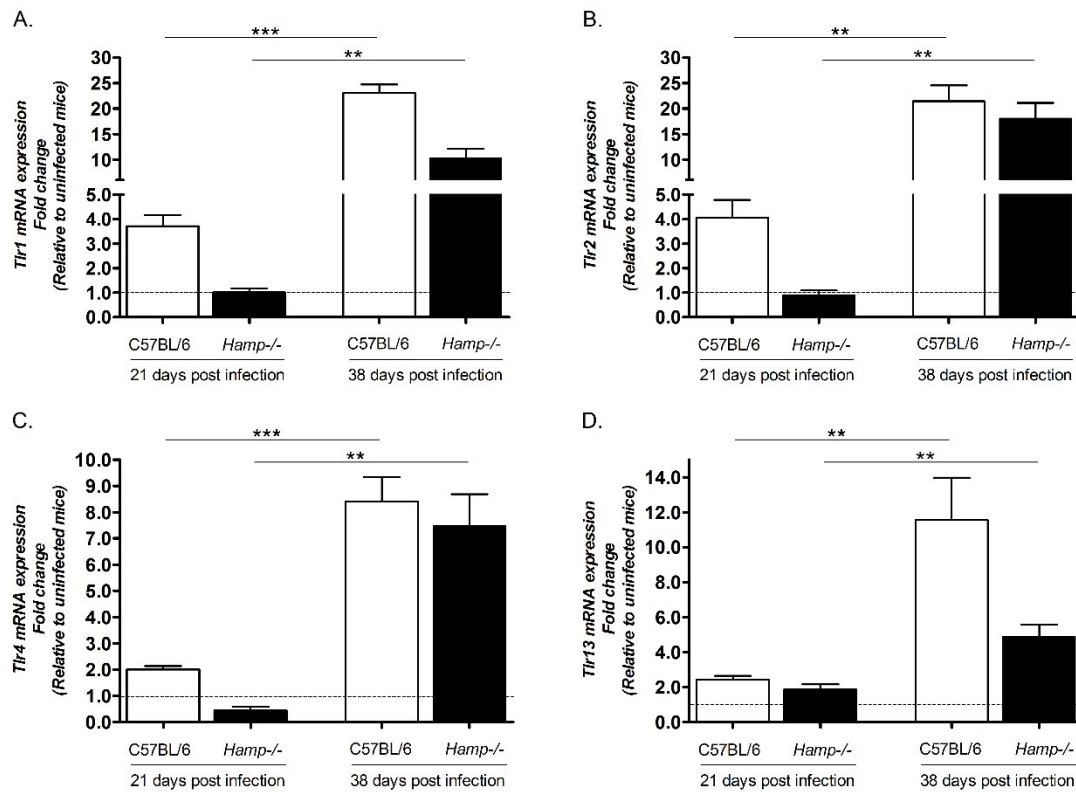 A.
Tlr1 mRNA expression
Fold change
(Relative to uninfected mice)
***
**
30
25
20
15
10
5.0
4.0
3.0
2.0
1.0
0.0
C57BL/6 Hamp-/- C57BL/6 Hamp-/-
21 days post infection 38 days post infection
B.
Tlr2 mRNA expression
Fold change
(Relative to uninfected mice)
**
**
30
25
20
15
10
5.0
4.0
3.0
2.0
1.0
0.0
C57BL/6 Hamp-/- C57BL/6 Hamp-/-
21 days post infection 38 days post infection
C.
Tlr4 mRNA expression
Fold change
(Relative to uninfected mice)
***
**
10.0
9.0
8.0
7.0
6.0
5.0
4.0
3.0
2.0
1.0
0.0
C57BL/6 Hamp-/- C57BL/6 Hamp-/-
21 days post infection 38 days post infection
D.
Tlr13 mRNA expression
Fold change
(Relative to uninfected mice)
**
**
14.0
12.0
10.0
8.0
6.0
4.0
2.0
0.0
C57BL/6 Hamp-/- C57BL/6 Hamp-/-
21 days post infection 38 days post infection